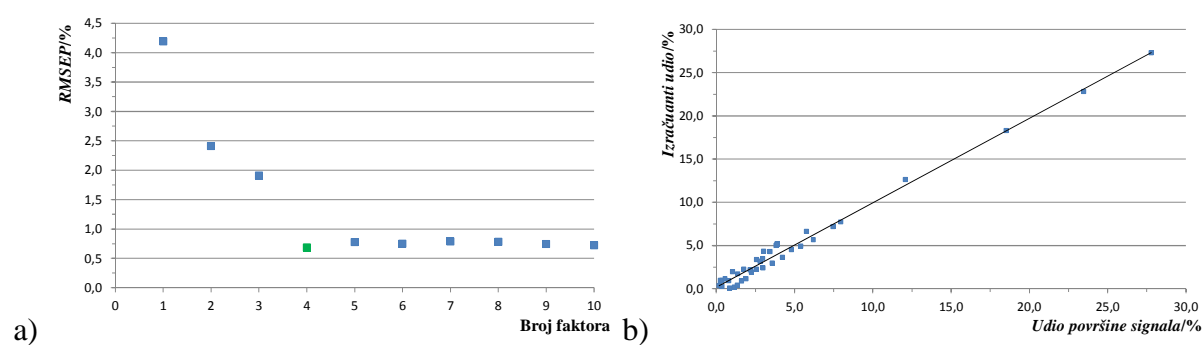 RMSEP/%
4,5
4,0
3,5
3,0
2,5
2,0
1,5
1,0
0,5
0,0
0 1 2 3 4 5 6 7 8 9 10
Broj faktora
a)
Izračuanti udio/%
30,0
25,0
20,0
15,0
10,0
5,0
0,0
0,0 5,0 10,0 15,0 20,0 25,0 30,0
Udio površine signala/%
b)